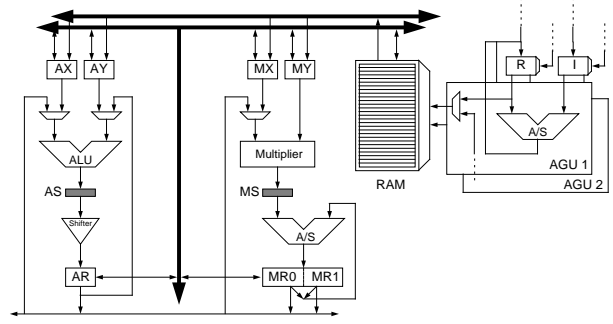 R I
AX AY MX MY
A/S
ALU Multiplier
AGU 1
RAM AGU 2
AS MS
Shifter A/S
AR MR0 MR1